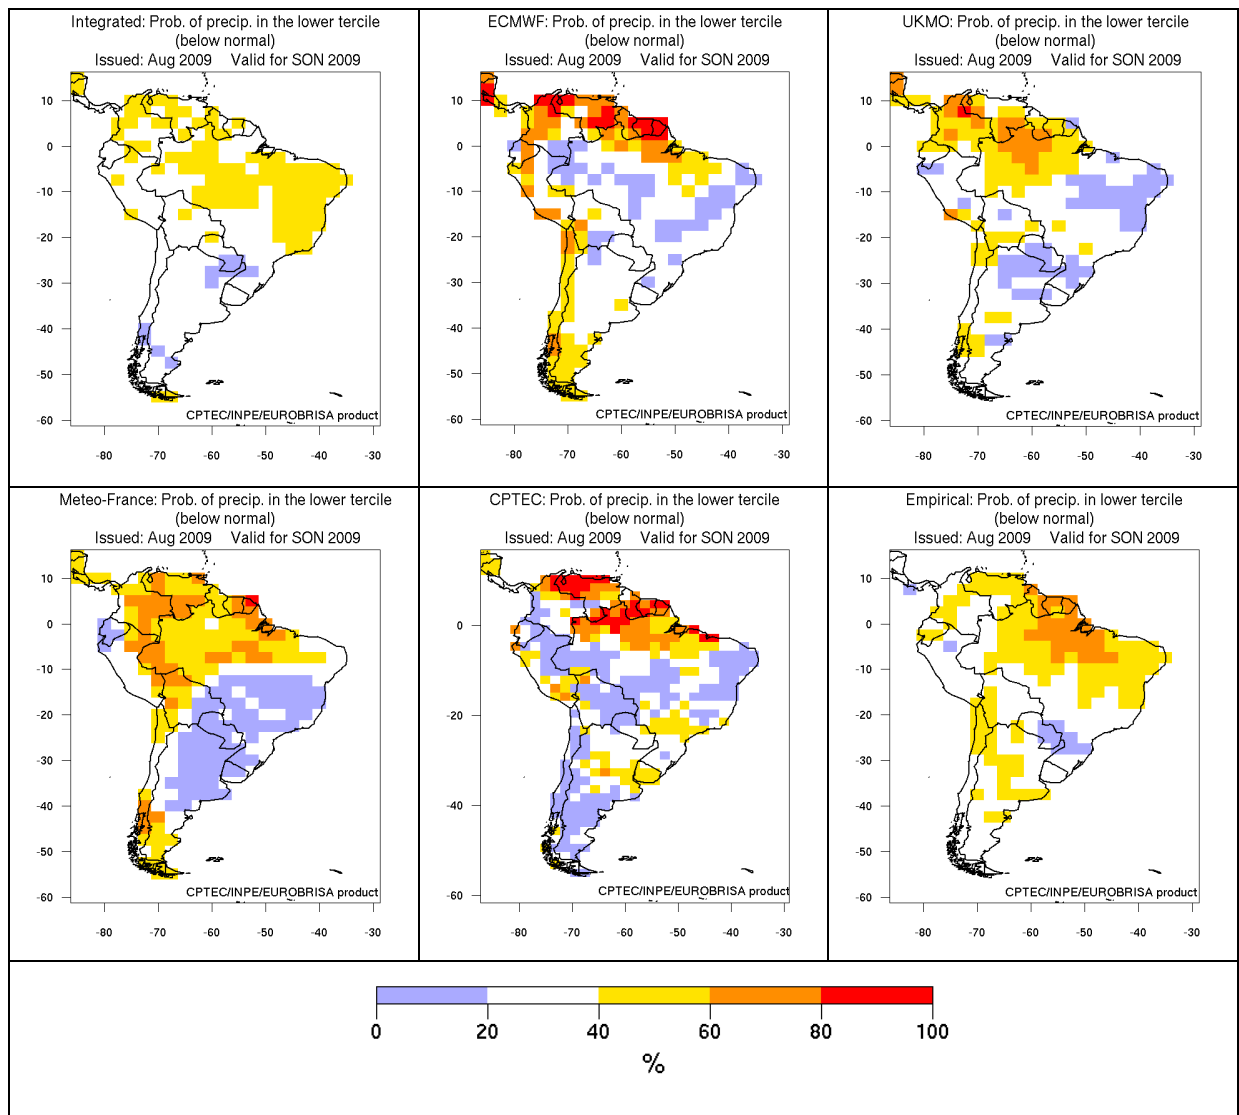 Integrated: Prob. of precip. in the lower tercile
(below normal)
Issued: Aug 2009 Valid for SON 2009
10
0
-10
-20
-30
-40
-50
-60
CPTEC/INPE/EUROBRISA product
-80 -70 -60 -50 -40 -30
ECMWF: Prob. of precip. in the lower tercile
(below normal)
Issued: Aug 2009 Valid for SON 2009
10
0
-10
-20
-30
-40
-50
-60
CPTEC/INPE/EUROBRISA product
-80 -70 -60 -50 -40 -30
UKMO: Prob. of precip. in the lower tercile
(below normal)
Issued: Aug 2009 Valid for SON 2009
10
0
-10
-20
-30
-40
-50
-60
CPTEC/INPE/EUROBRISA product
-80 -70 -60 -50 -40 -30
Meteo-France: Prob. of precip. in the lower tercile
(below normal)
Issued: Aug 2009 Valid for SON 2009
10
0
-10
-20
-30
-40
-50
-60
CPTEC/INPE/EUROBRISA product
-80 -70 -60 -50 -40 -30
CPTEC: Prob. of precip. in the lower tercile
(below normal)
Issued: Aug 2009 Valid for SON 2009
0
-20
-40
-60
CPTEC/INPE/EUROBRISA product
-80 -70 -60 -50 -40 -30
Empirical: Prob. of precip. in the lower tercile
(below normal)
Issued: Aug 2009 Valid for SON 2009
10
0
-10
-20
-30
-40
-50
-60
CPTEC/INPE/EUROBRISA product
-80 -70 -60 -50 -40 -30
0 20 40 60 80 100
%